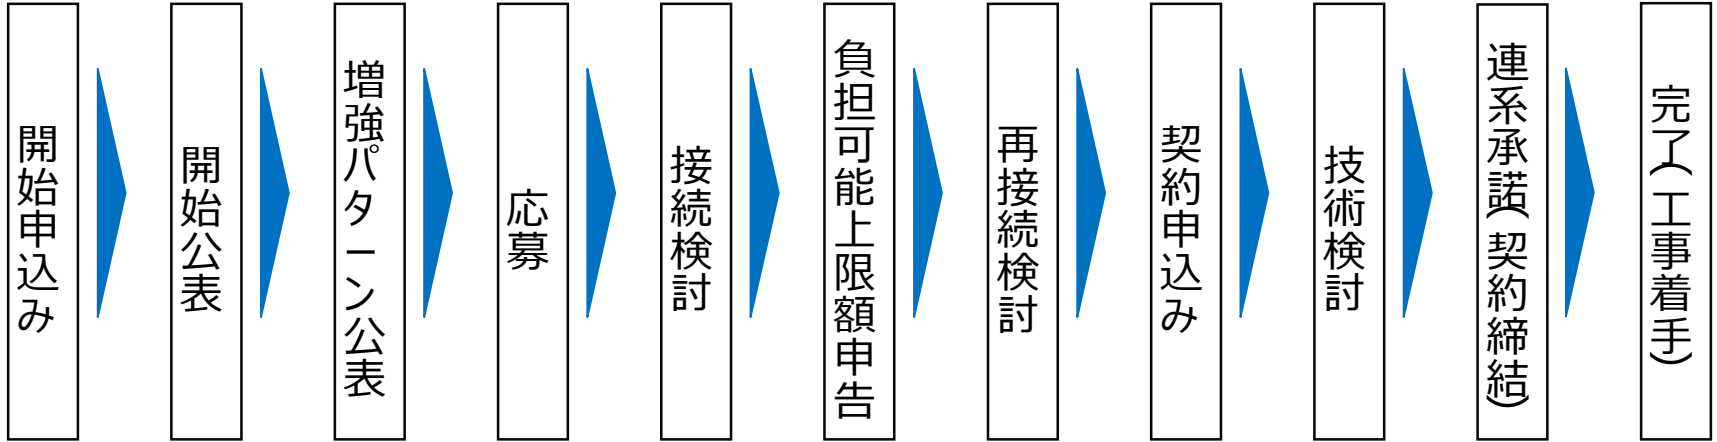 開始申込み
開始公表
増強パターン公表
応募
接続検討
負担可能上限額申告
再接続検討
契約申込み
技術検討
連系承諾（契約締結）
完了（工事着手）